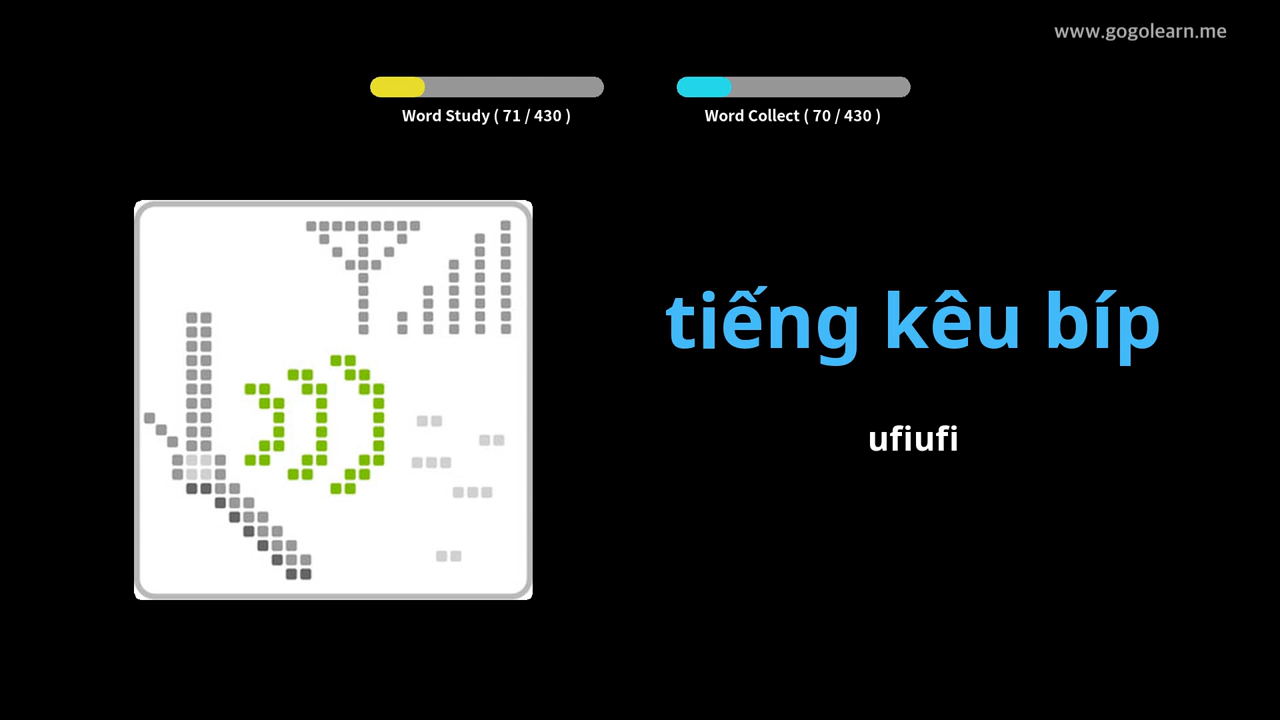 www.gogolearn.me
Word Study ( 71 / 430 )
Word Collect ( 70 / 430 )
tiếng kêu bíp
ufiufi